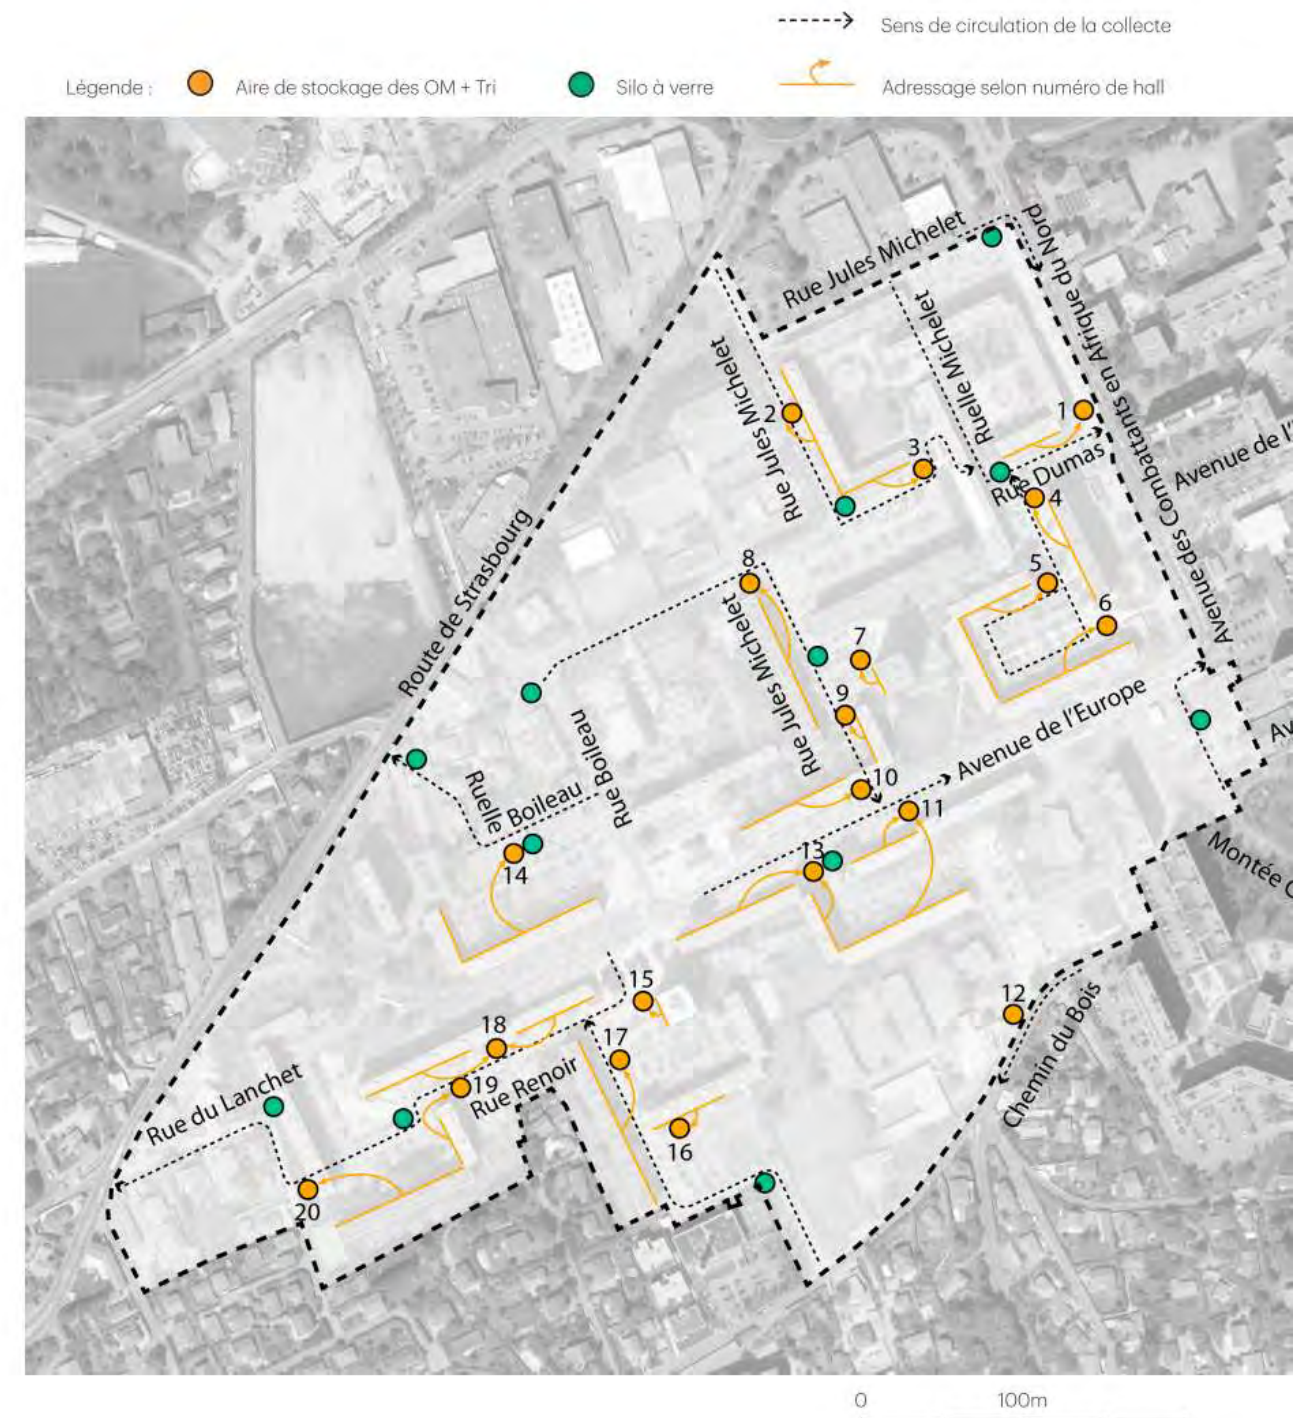 Sens de circulation de la collecte
Légende :
Aire de stockage des OM + Tri
Silo à verre
Adressage selon numéro de hall
Rue Jules Michelet
Avenue des Combattants en Afrique du Nord
Ruelle Michelet
Rue Jules Michelet
2
1
3
Avenue de l'
Rue Dumas
4
Route de Strasbourg
8
5
6
7
Rue Jules Michelet
9
Avenue de l'Europe
Av
Rue Boileau
Ruelle Boileau
10
11
13
14
Montée
15
12
Chemin du Bois
18
17
19
Rue Renoir
Rue du Lanchet
16
20
0
100m